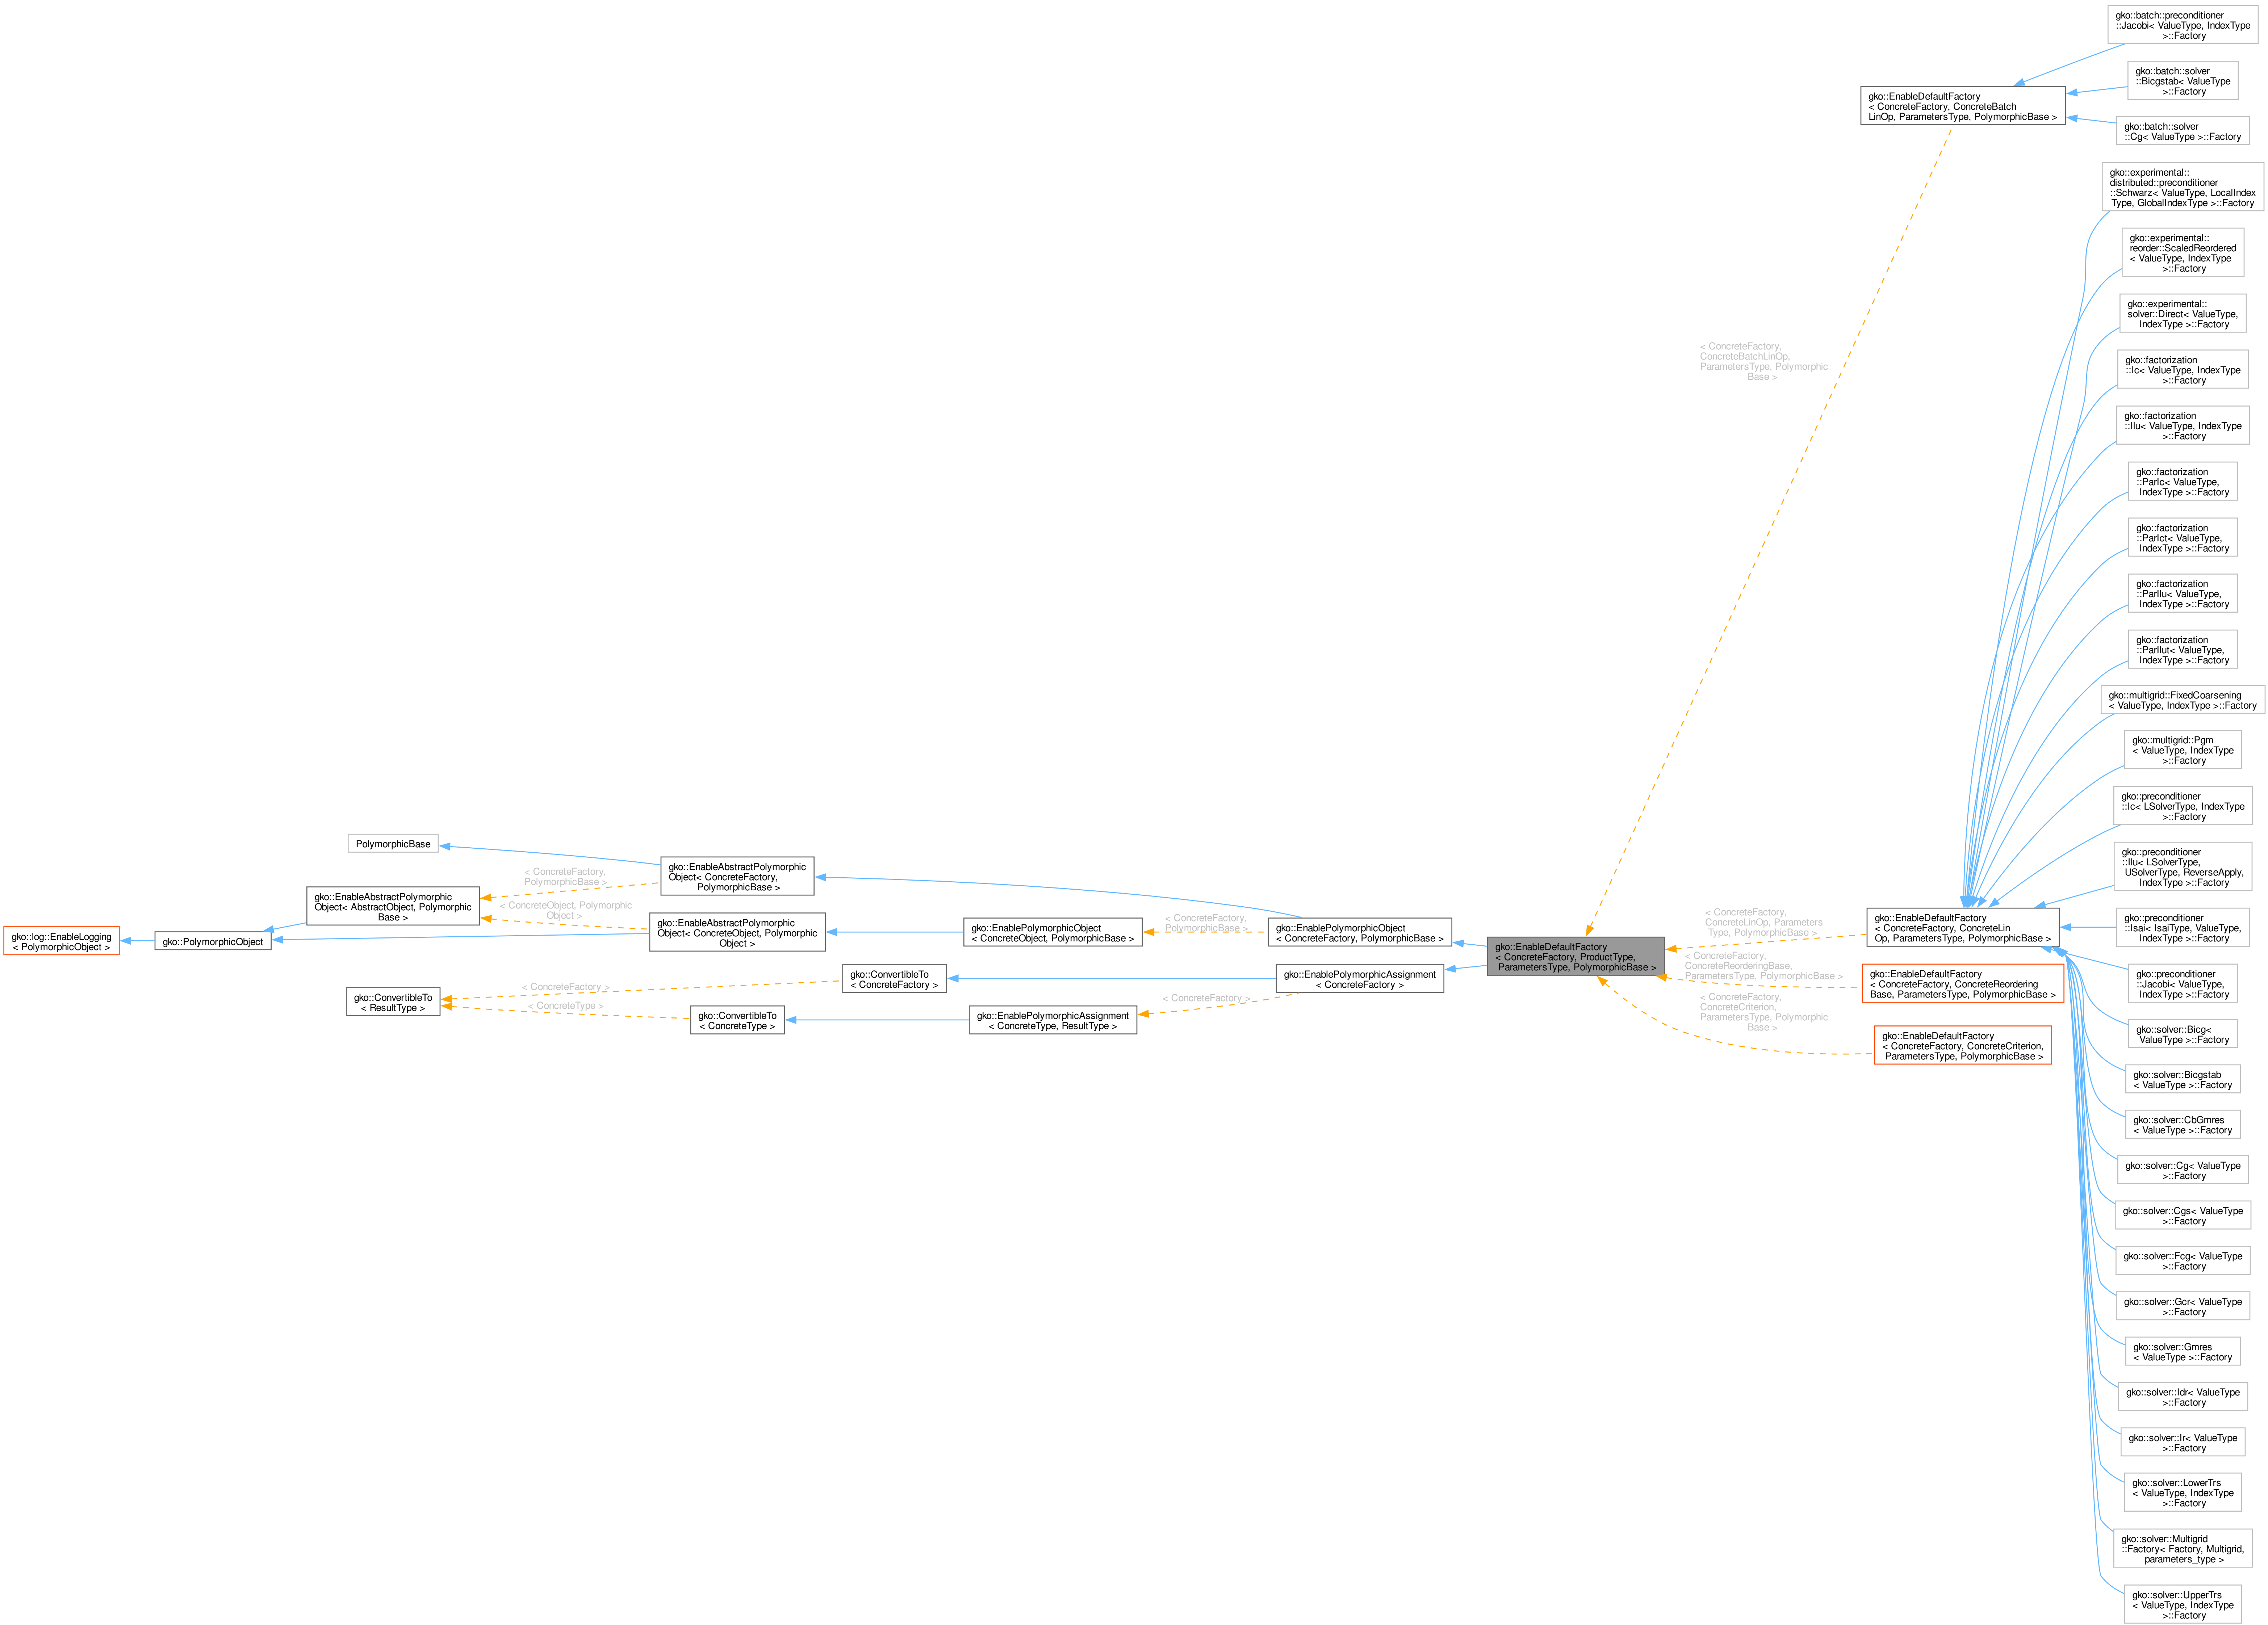 gko::log::EnableLogging
< PolymorphicObject >
gko::PolymorphicObject
gko::EnableAbstractPolymorphic
Object< AbstractObject, Polymorphic
Base >
PolymorphicBase
gko::ConvertibleTo
< ResultType >
< ConcreteFactory,
PolymorphicBase >
< ConcreteObject, Polymorphic
Object >
< ConcreteFactory >
< ConcreteType >
gko::EnableAbstractPolymorphic
Object< ConcreteFactory,
PolymorphicBase >
gko::EnableAbstractPolymorphic
Object< ConcreteObject, Polymorphic
Object >
gko::ConvertibleTo
< ConcreteFactory >
gko::ConvertibleTo
< ConcreteType >
gko::EnablePolymorphicObject
< ConcreteObject, PolymorphicBase >
gko::EnablePolymorphicAssignment
< ConcreteType, ResultType >
< ConcreteFactory,
PolymorphicBase >
< ConcreteFactory >
gko::EnablePolymorphicObject
< ConcreteFactory, PolymorphicBase >
gko::EnablePolymorphicAssignment
< ConcreteFactory >
gko::EnableDefaultFactory
< ConcreteFactory, ProductType,
ParametersType, PolymorphicBase >
< ConcreteFactory,
ConcreteBatchLinOp,
ParametersType, Polymorphic
Base >
< ConcreteFactory,
ConcreteLinOp, Parameters
Type, PolymorphicBase >
< ConcreteFactory,
ConcreteReorderingBase,
ParametersType, PolymorphicBase >
< ConcreteFactory,
ConcreteCriterion,
ParametersType, Polymorphic
Base >
gko::EnableDefaultFactory
< ConcreteFactory, ConcreteBatch
LinOp, ParametersType, PolymorphicBase >
gko::EnableDefaultFactory
< ConcreteFactory, ConcreteLin
Op, ParametersType, PolymorphicBase >
gko::EnableDefaultFactory
< ConcreteFactory, ConcreteReordering
Base, ParametersType, PolymorphicBase >
gko::EnableDefaultFactory
< ConcreteFactory, ConcreteCriterion,
ParametersType, PolymorphicBase >
gko::batch::preconditioner
::Jacobi< ValueType, IndexType
>::Factory
gko::batch::solver
::Bicgstab< ValueType
>::Factory
gko::batch::solver
::Cg< ValueType >::Factory
gko::experimental::
distributed::preconditioner
::Schwarz< ValueType, LocalIndex
Type, GlobalIndexType >::Factory
gko::experimental::
reorder::ScaledReordered
< ValueType, IndexType
>::Factory
gko::experimental::
solver::Direct< ValueType,
IndexType >::Factory
gko::factorization
::Ic< ValueType, IndexType
>::Factory
gko::factorization
::Ilu< ValueType, IndexType
>::Factory
gko::factorization
::ParIc< ValueType,
IndexType >::Factory
gko::factorization
::ParIct< ValueType,
IndexType >::Factory
gko::factorization
::ParIlu< ValueType,
IndexType >::Factory
gko::factorization
::ParIlut< ValueType,
IndexType >::Factory
gko::multigrid::FixedCoarsening
< ValueType, IndexType >::Factory
gko::multigrid::Pgm
< ValueType, IndexType
>::Factory
gko::preconditioner
::Ic< LSolverType, IndexType
>::Factory
gko::preconditioner
::Ilu< LSolverType,
USolverType, ReverseApply,
IndexType >::Factory
gko::preconditioner
::Isai< IsaiType, ValueType,
IndexType >::Factory
gko::preconditioner
::Jacobi< ValueType,
IndexType >::Factory
gko::solver::Bicg<
ValueType >::Factory
gko::solver::Bicgstab
< ValueType >::Factory
gko::solver::CbGmres
< ValueType >::Factory
gko::solver::Cg< ValueType
>::Factory
gko::solver::Cgs< ValueType
>::Factory
gko::solver::Fcg< ValueType
>::Factory
gko::solver::Gcr< ValueType
>::Factory
gko::solver::Gmres
< ValueType >::Factory
gko::solver::Idr< ValueType
>::Factory
gko::solver::Ir< ValueType
>::Factory
gko::solver::LowerTrs
< ValueType, IndexType
>::Factory
gko::solver::Multigrid
::Factory< Factory, Multigrid,
parameters_type >
gko::solver::UpperTrs
< ValueType, IndexType
>::Factory